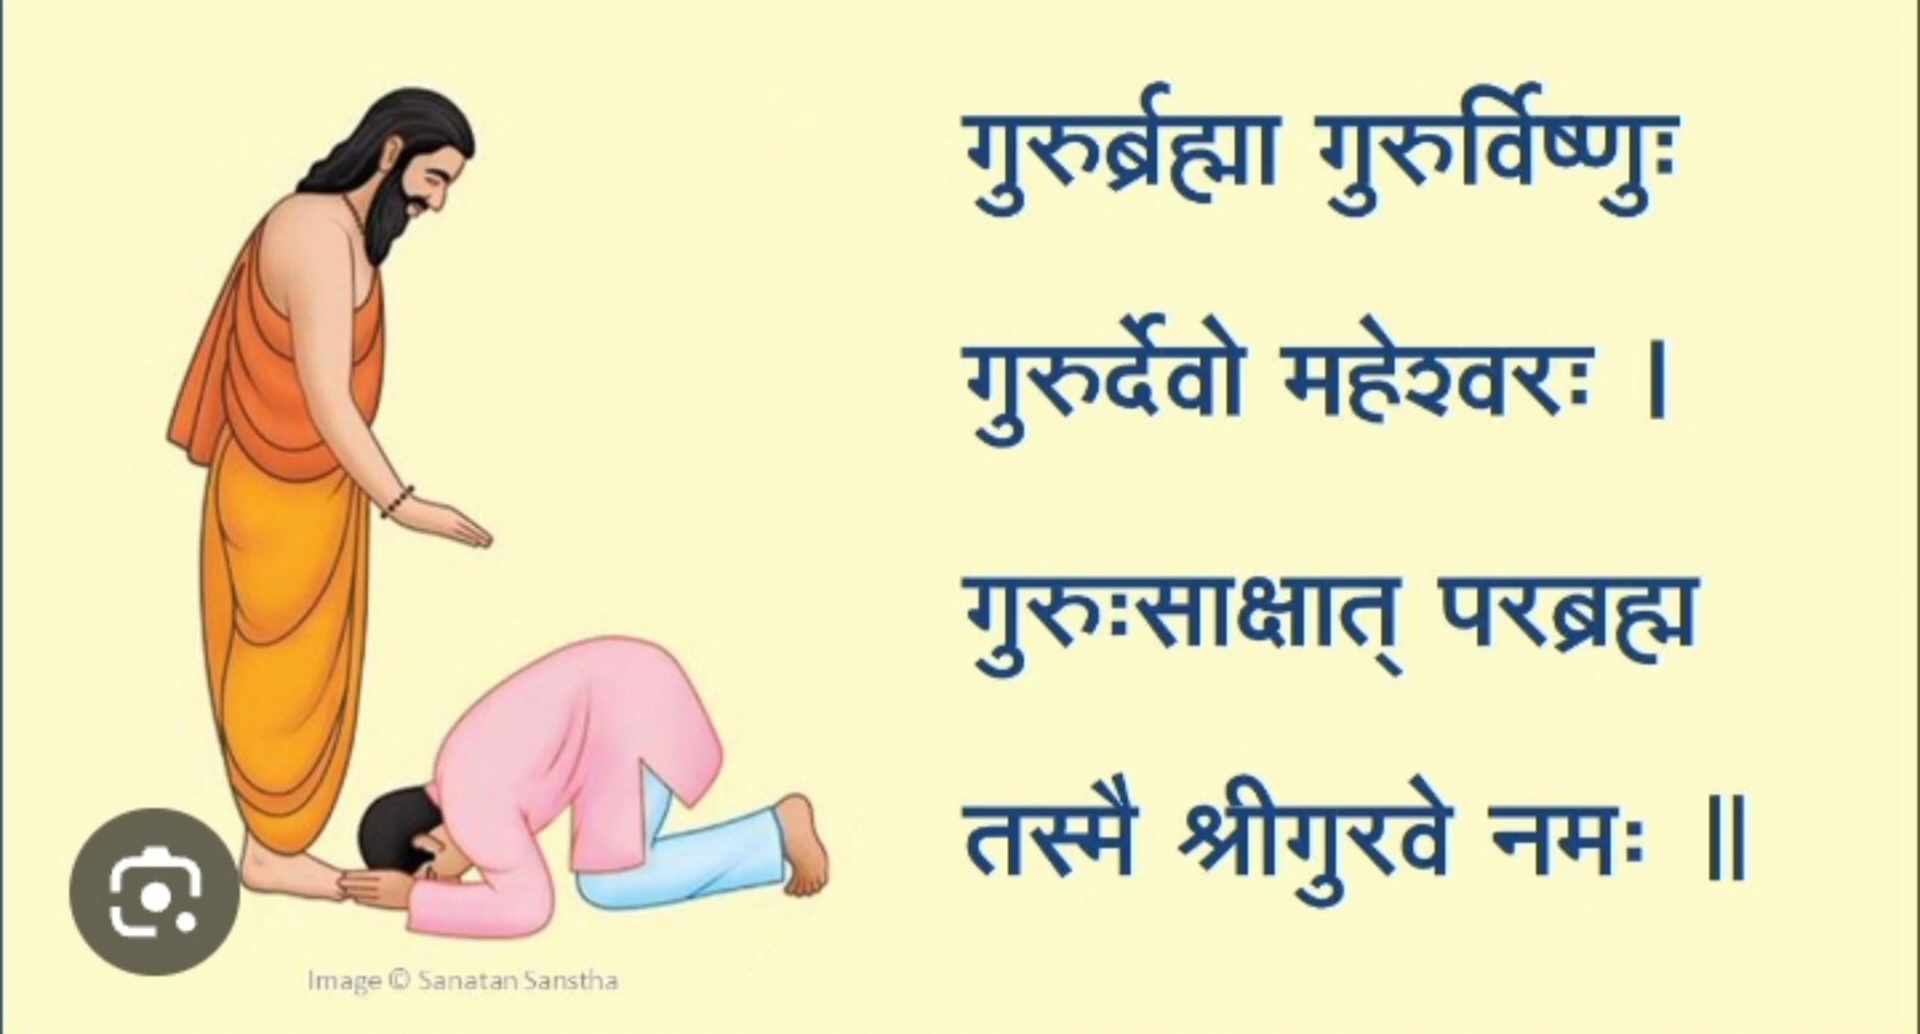 गुरुर्ब्रह्मा गुरुर्विष्णुः
गुरुर्देवो महेश्वरः ।
गुरुःसाक्षात् परब्रह्म
तस्मै श्रीगुरवे नमः ॥
Image © Sanatan Sanstha